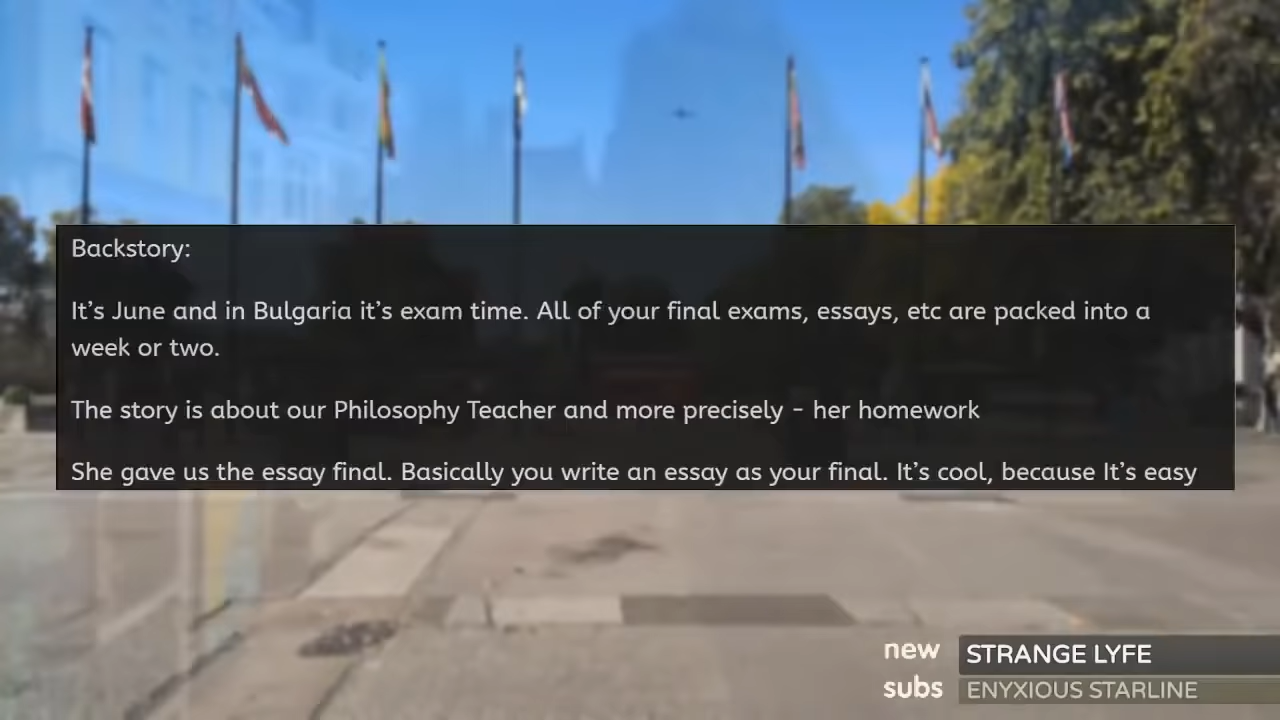 Backstory:
It's June and in Bulgaria it's exam time. All of your final exams, essays, etc are packed into a
week or two.
The story is about our Philosophy Teacher and more precisely - her homework
She gave us the essay final. Basically you write an essay as your final. It's cool, because It's easy
new STRANGE LYFE
subs ENYXIOUS STARLINE